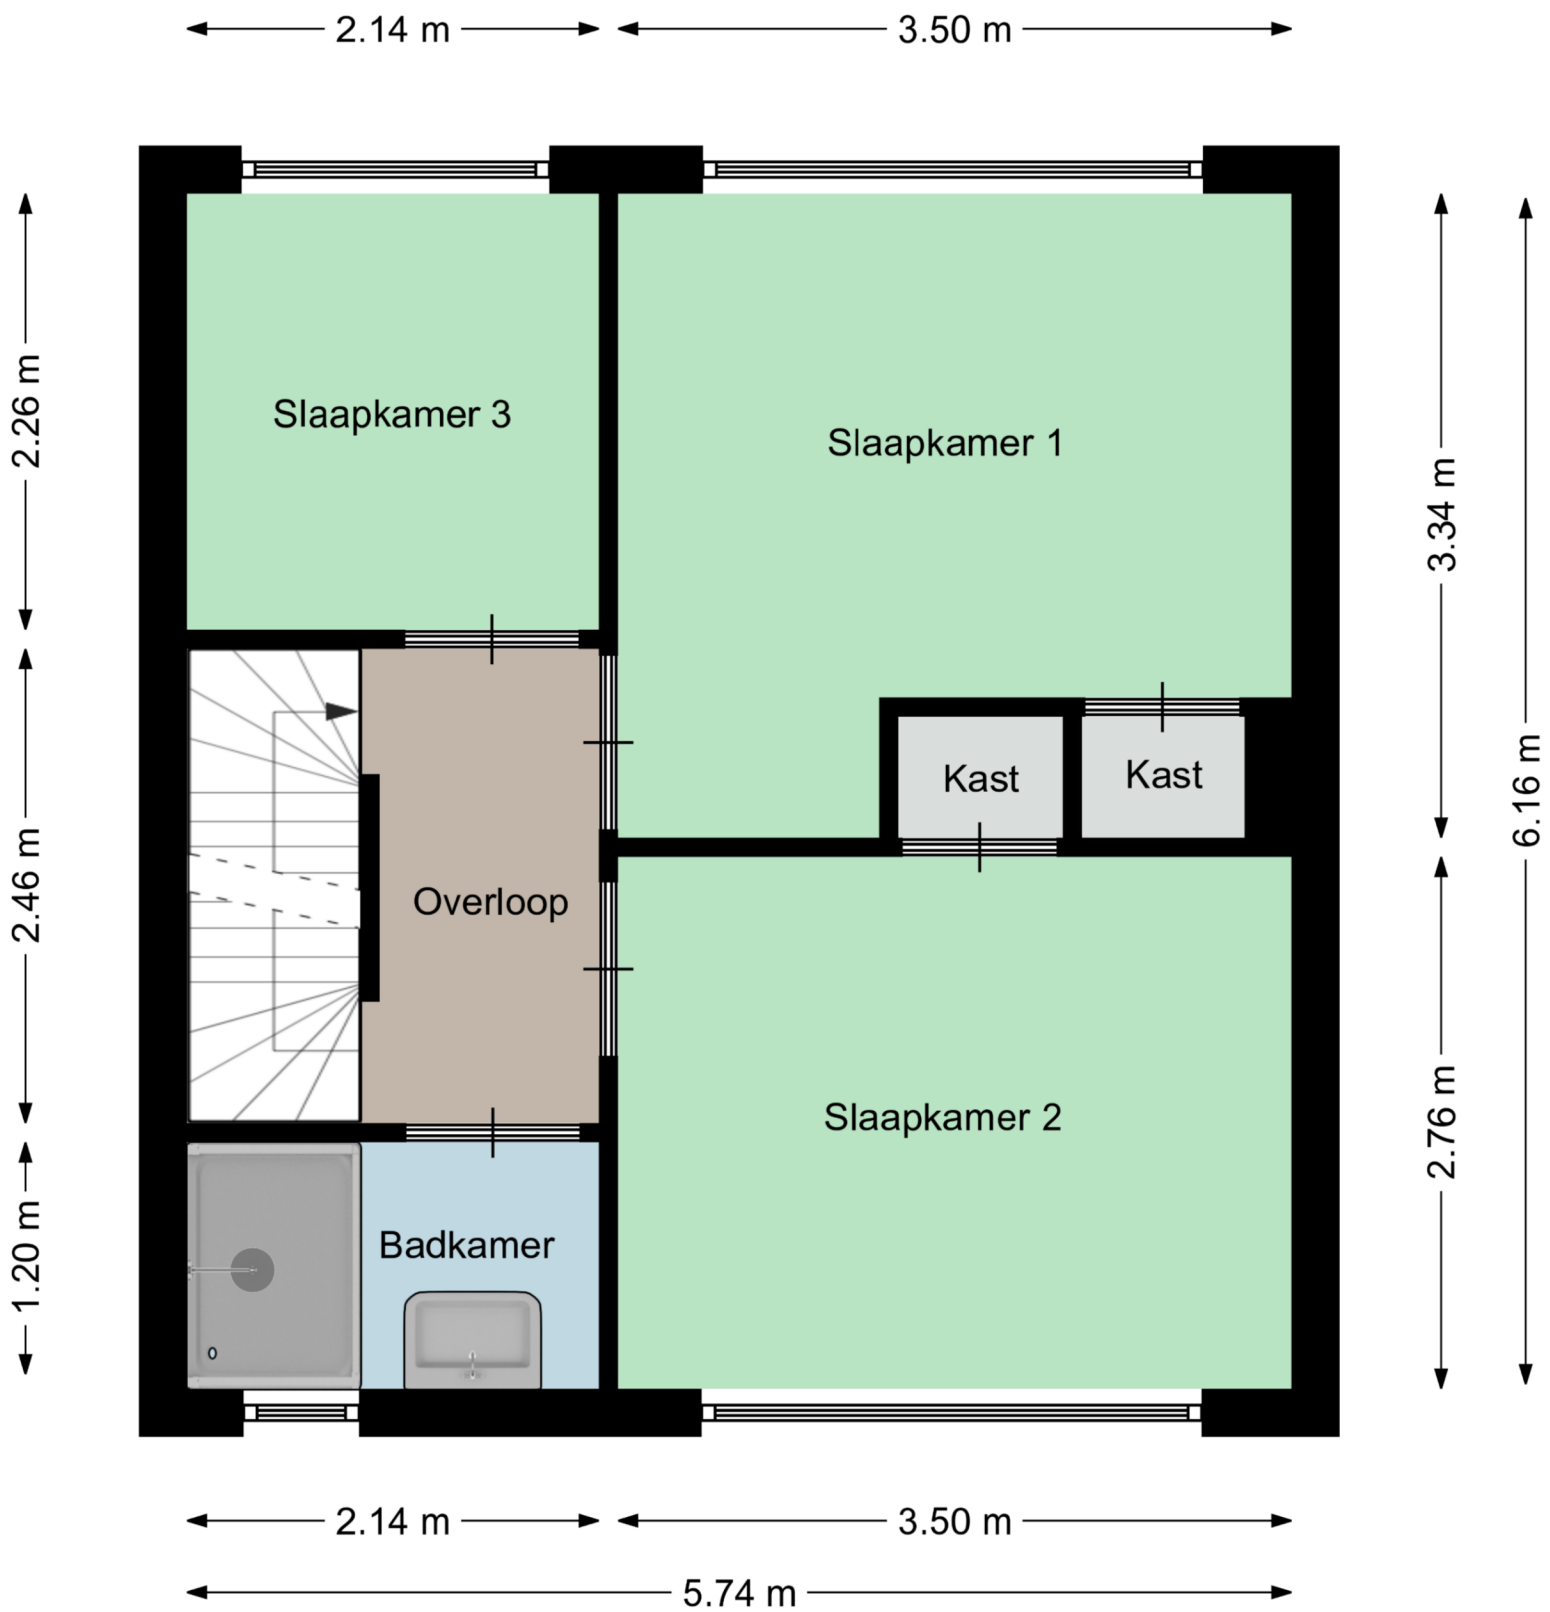 2.14 m
3.50 m
2.26 m
Slaapkamer 3
Slaapkamer 1
3.34 m
6.16 m
Kast
Kast
2.46 m
Overloop
Slaapkamer 2
2.76 m
1.20 m
Badkamer
2.14 m
3.50 m
5.74 m